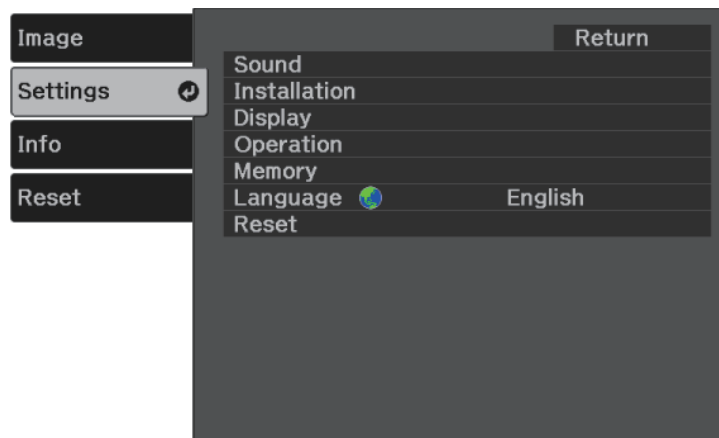 Image
Settings
Info
Reset
Return
Sound
Installation
Display
Operation
Memory
Language English
Reset